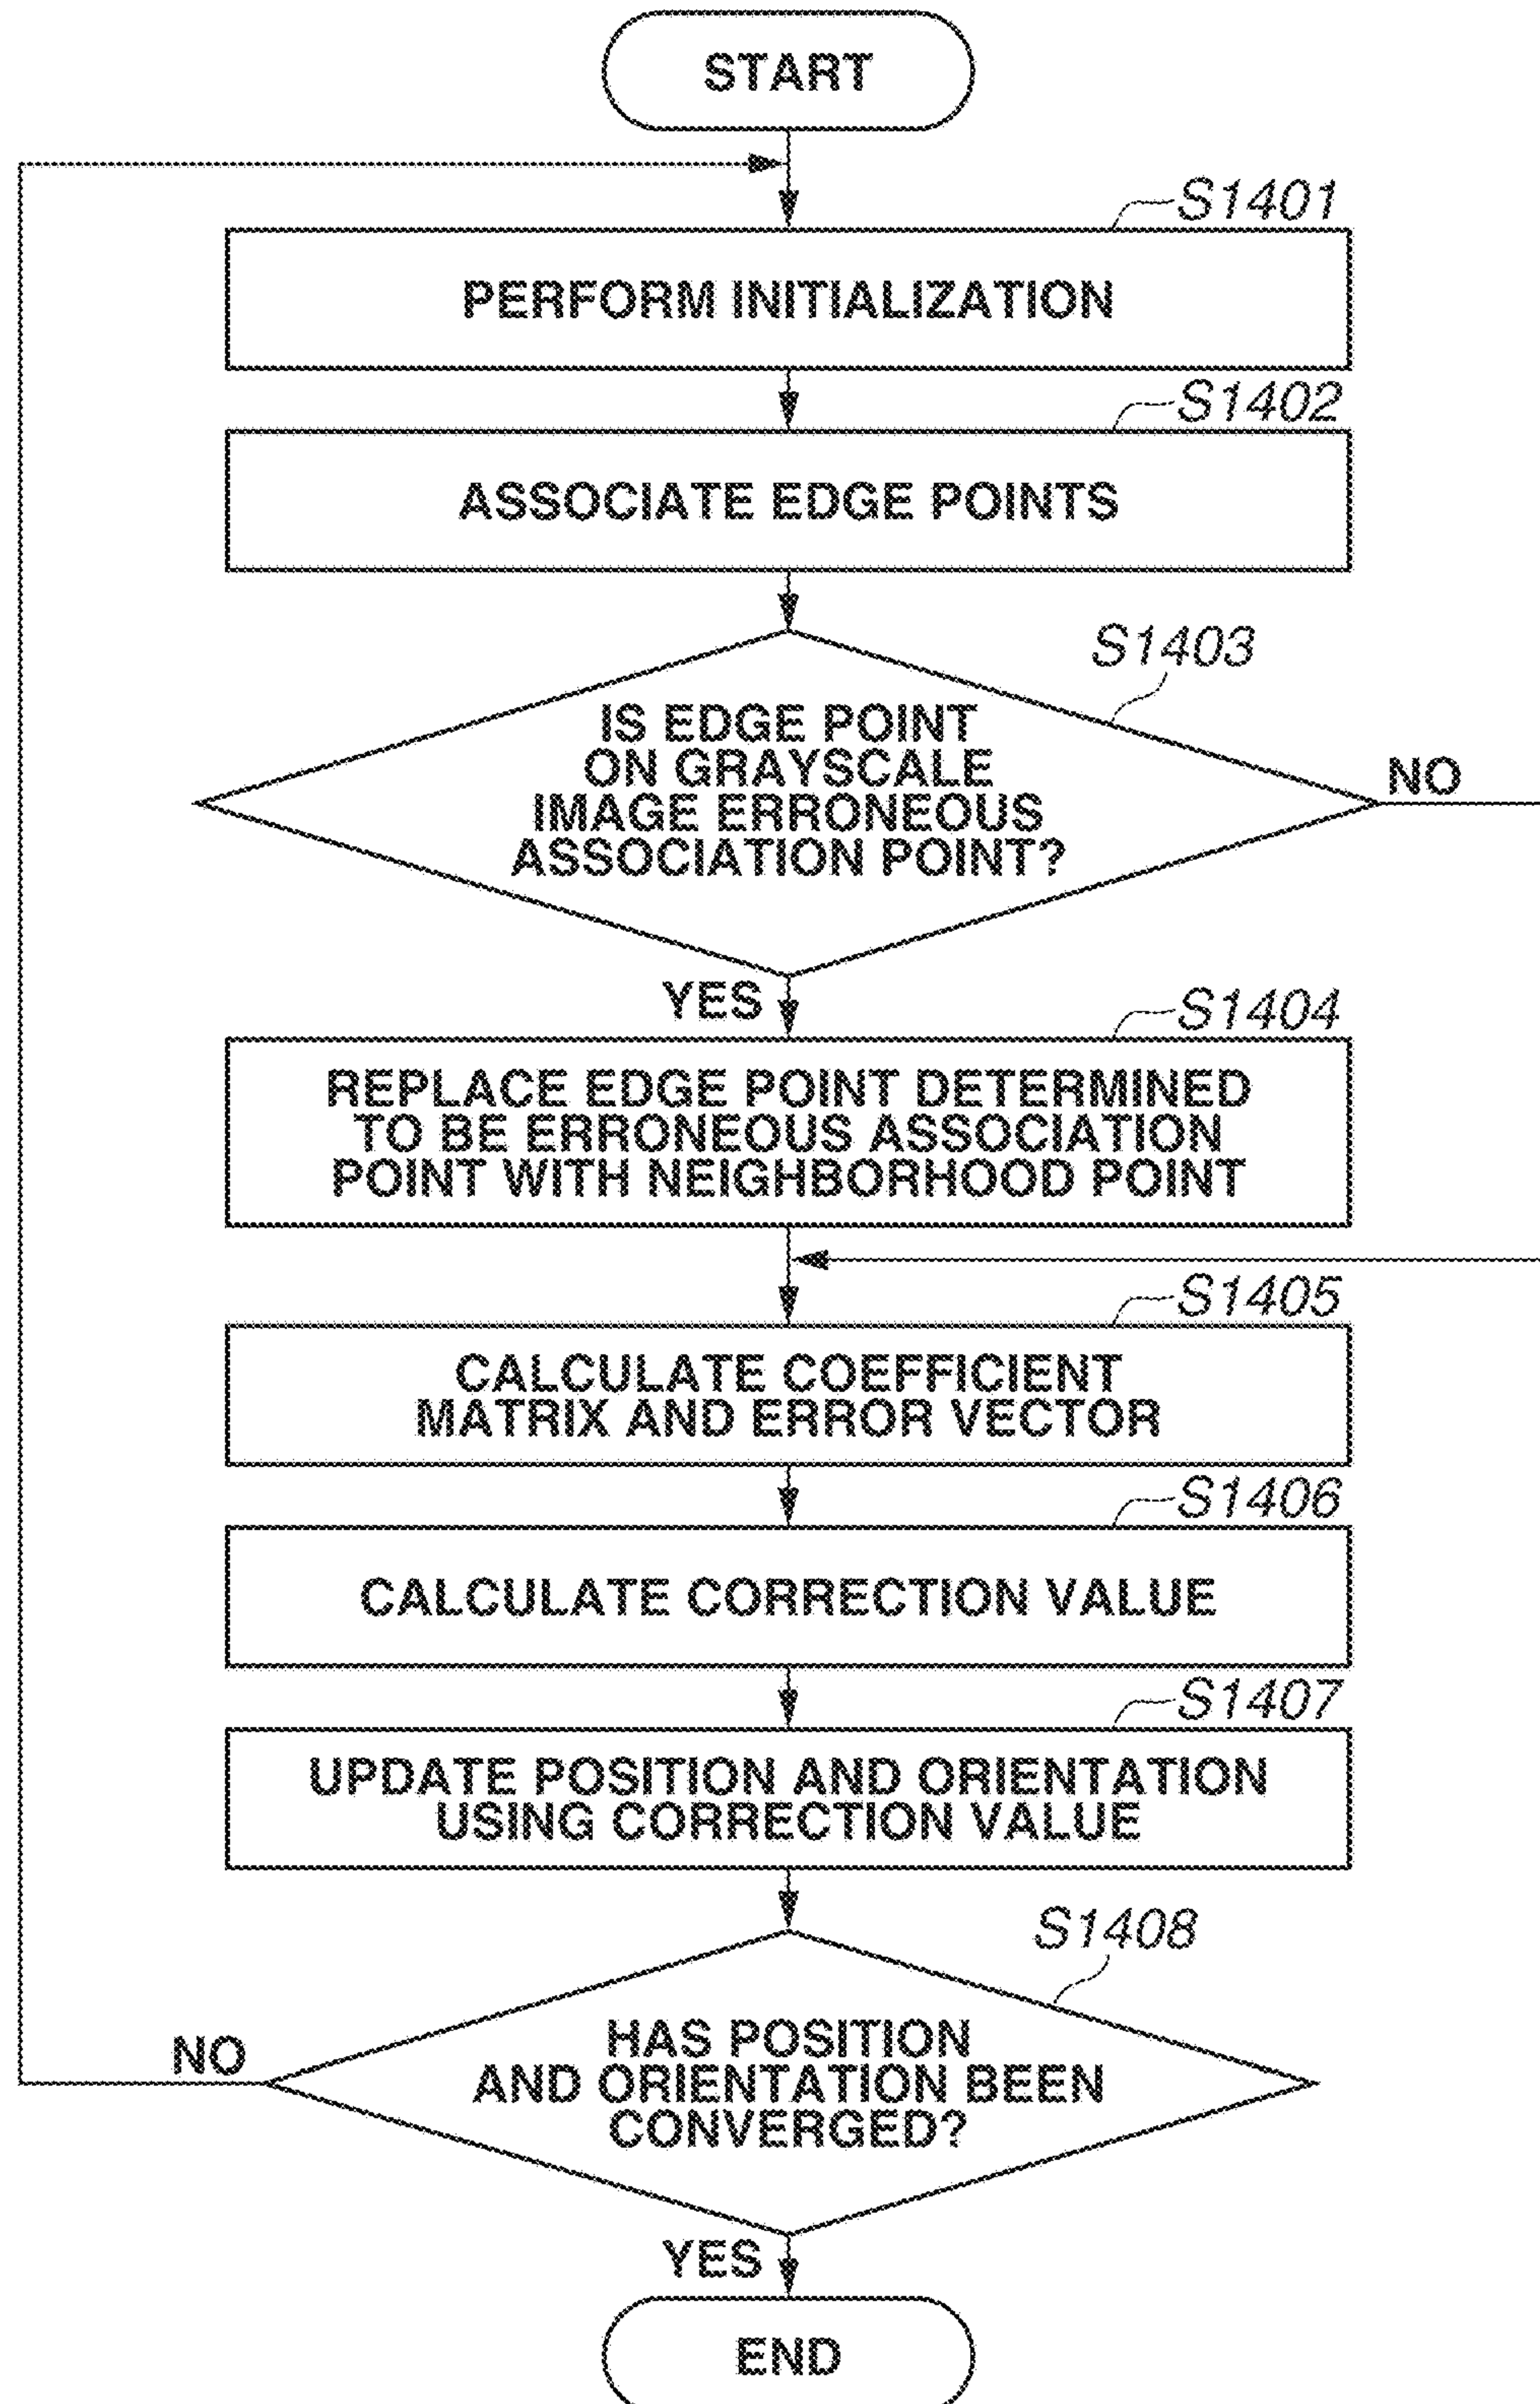 START
S1401
PERFORM INITIALIZATION
S1402
ASSOCIATE EDGE POINTS
S1403
IS EDGE POINT
ON GRAYSCALE
IMAGE ERRONEOUS
ASSOCIATION POINT?
NO
YES
S1404
REPLACE EDGE POINT DETERMINED
TO BE ERRONEOUS ASSOCIATION
POINT WITH NEIGHBORHOOD POINT
S1405
CALCULATE COEFFICIENT
MATRIX AND ERROR VECTOR
S1406
CALCULATE CORRECTION VALUE
S1407
UPDATE POSITION AND ORIENTATION
USING CORRECTION VALUE
S1408
HAS POSITION
AND ORIENTATION BEEN
CONVERGED?
NO
YES
END